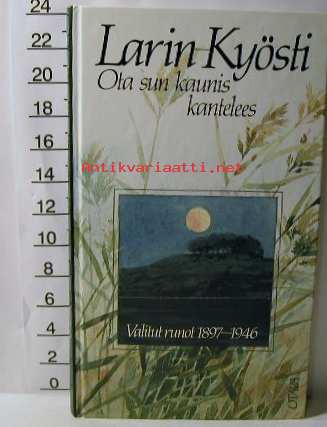 24
22
20
18
16
14
12
10
8
6
4
2
0
Larin Kyösti
Ota sun kaunis
kantelees
Antikvariaatti.net
Valitut runot 1897–1946
OTAVA